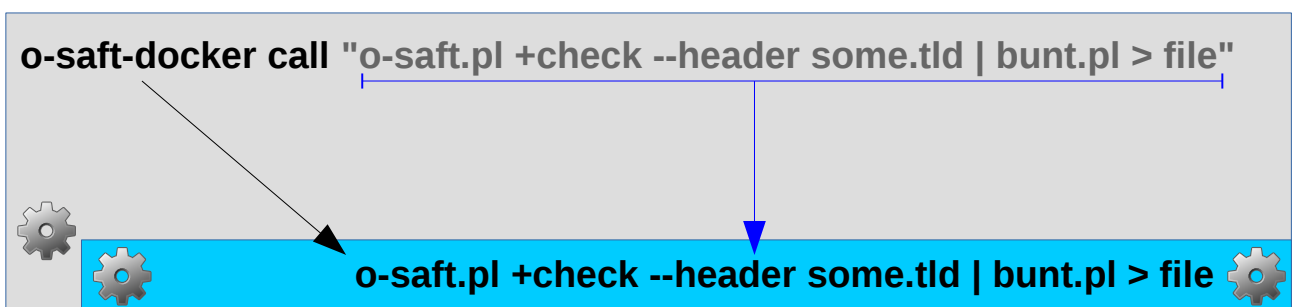 o-saft-docker call "o-saft.pl +check --header some.tld | bunt.pl > file"
o-saft.pl +check --header some.tld | bunt.pl > file